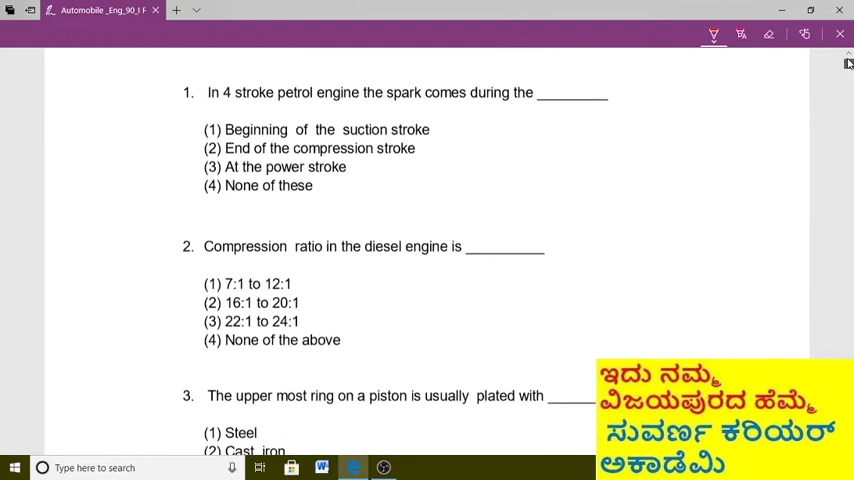 Automobile _Eng_90_I F
1. In 4 stroke petrol engine the spark comes during the _________
(1) Beginning of the suction stroke
(2) End of the compression stroke
(3) At the power stroke
(4) None of these
2. Compression ratio in the diesel engine is __________
(1) 7:1 to 12:1
(2) 16:1 to 20:1
(3) 22:1 to 24:1
(4) None of the above
3. The upper most ring on a piston is usually plated with ______
(1) Steel
(2) Cast iron
ಇದು ನಮ್ಮ
ವಿಜಯಪುರದ ಹೆಮ್ಮೆ
ಸುವರ್ಣ ಕರಿಯರ್
ಅಕಾಡೆಮಿ
Type here to search